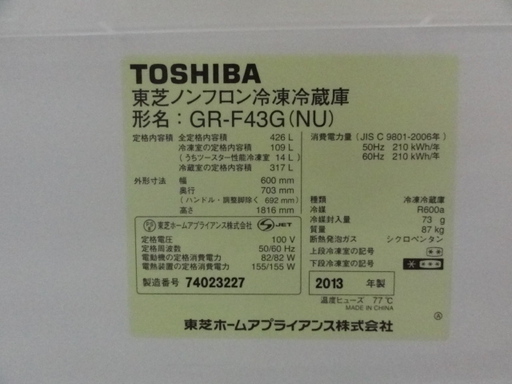 TOSHIBA
東芝ノンフロン冷凍冷蔵庫
形名：GR-F43G(NU)
定格内容積 全定格内容積 426 L
冷凍室の定格内容積 109 L
(うちツースター性能冷凍室 14 L)
冷蔵室の定格内容積 317 L
外形寸法 幅 600 mm
奥行 703 mm
(ハンドル・調整脚除く 692 mm)
高さ 1816 mm
東芝ホームアプライアンス株式会社 JET
定格電圧 100 V
定格周波数 50/60 Hz
電動機の定格消費電力 82/82 W
電熱装置の定格消費電力 155/155 W
製造番号 74023227
消費電力量 (JIS C 9801-2006年)
50Hz 210 kWh/年
60Hz 210 kWh/年
種類 冷凍冷蔵庫
冷媒 R600a
冷媒封入量 73 g
質量 87 kg
断熱発泡ガス シクロペンタン
上段冷凍室の記号
下段冷凍室の記号
2013 年製
温度ヒューズ 77℃
MADE IN CHINA
東芝ホームアプライアンス株式会社